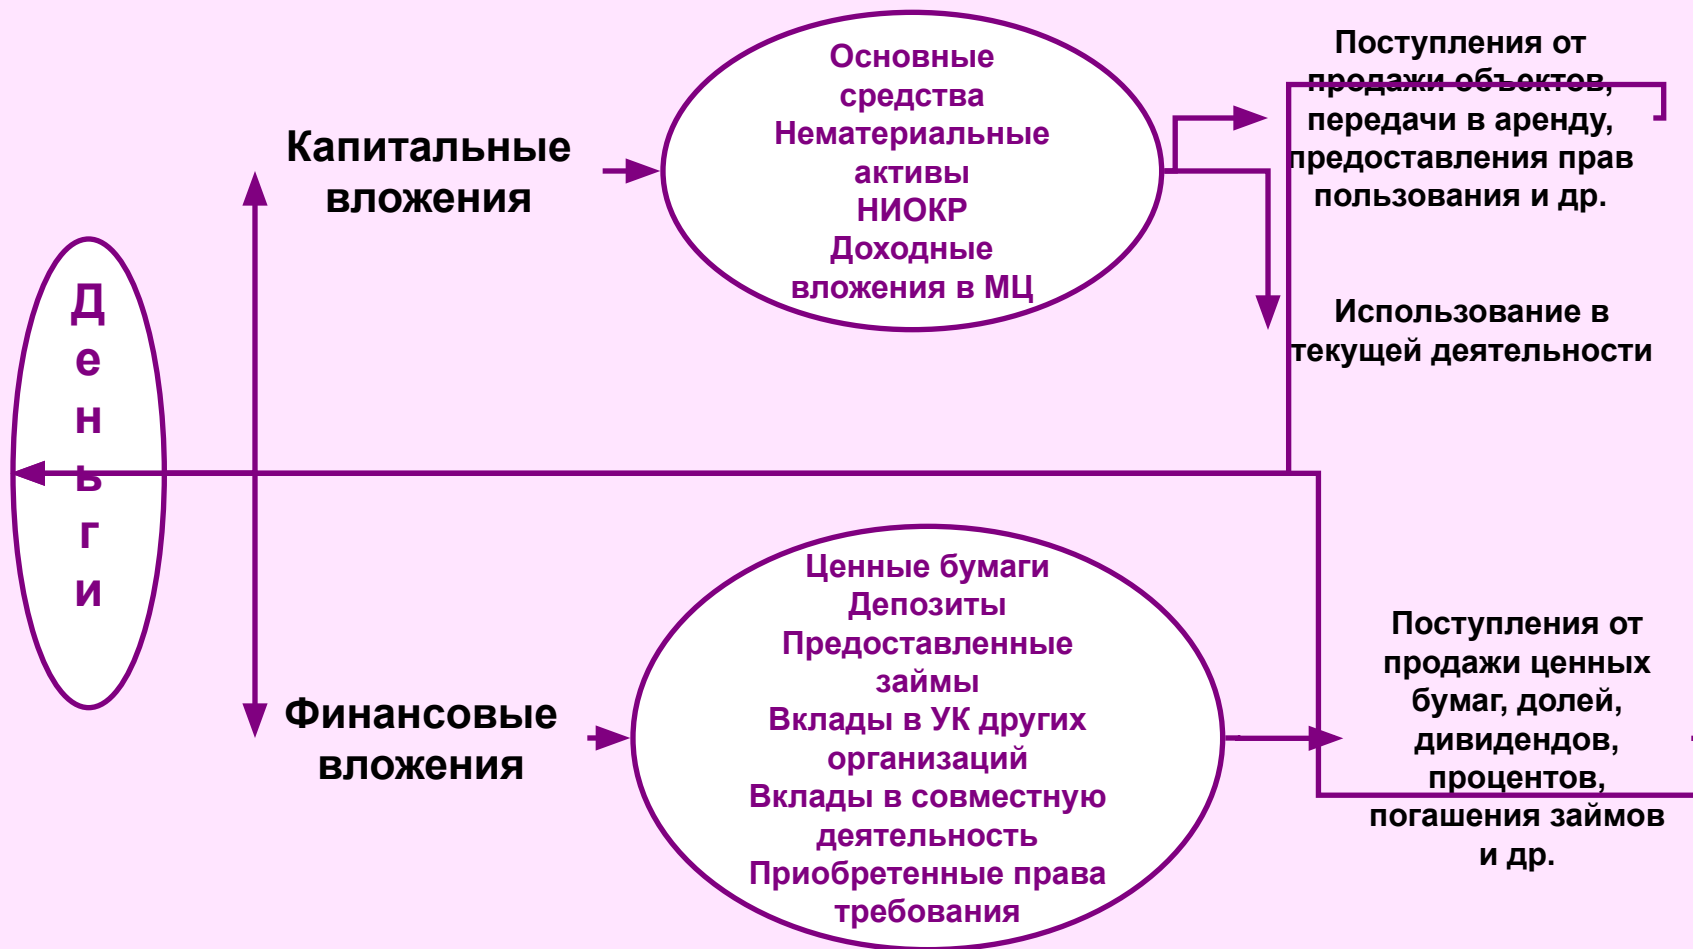 Деньги
Капитальные
вложения
Основные
средства
Нематериальные
активы
НИОКР
Доходные
вложения в МЦ
Поступления от
продажи объектов,
передачи в аренду,
предоставления прав
пользования и др.
Использование в
текущей деятельности
Финансовые
вложения
Ценные бумаги
Депозиты
Предоставленные
займы
Вклады в УК других
организаций
Вклады в совместную
деятельность
Приобретенные права
требования
Поступления от
продажи ценных
бумаг, долей,
дивидендов,
процентов,
погашения займов
и др.